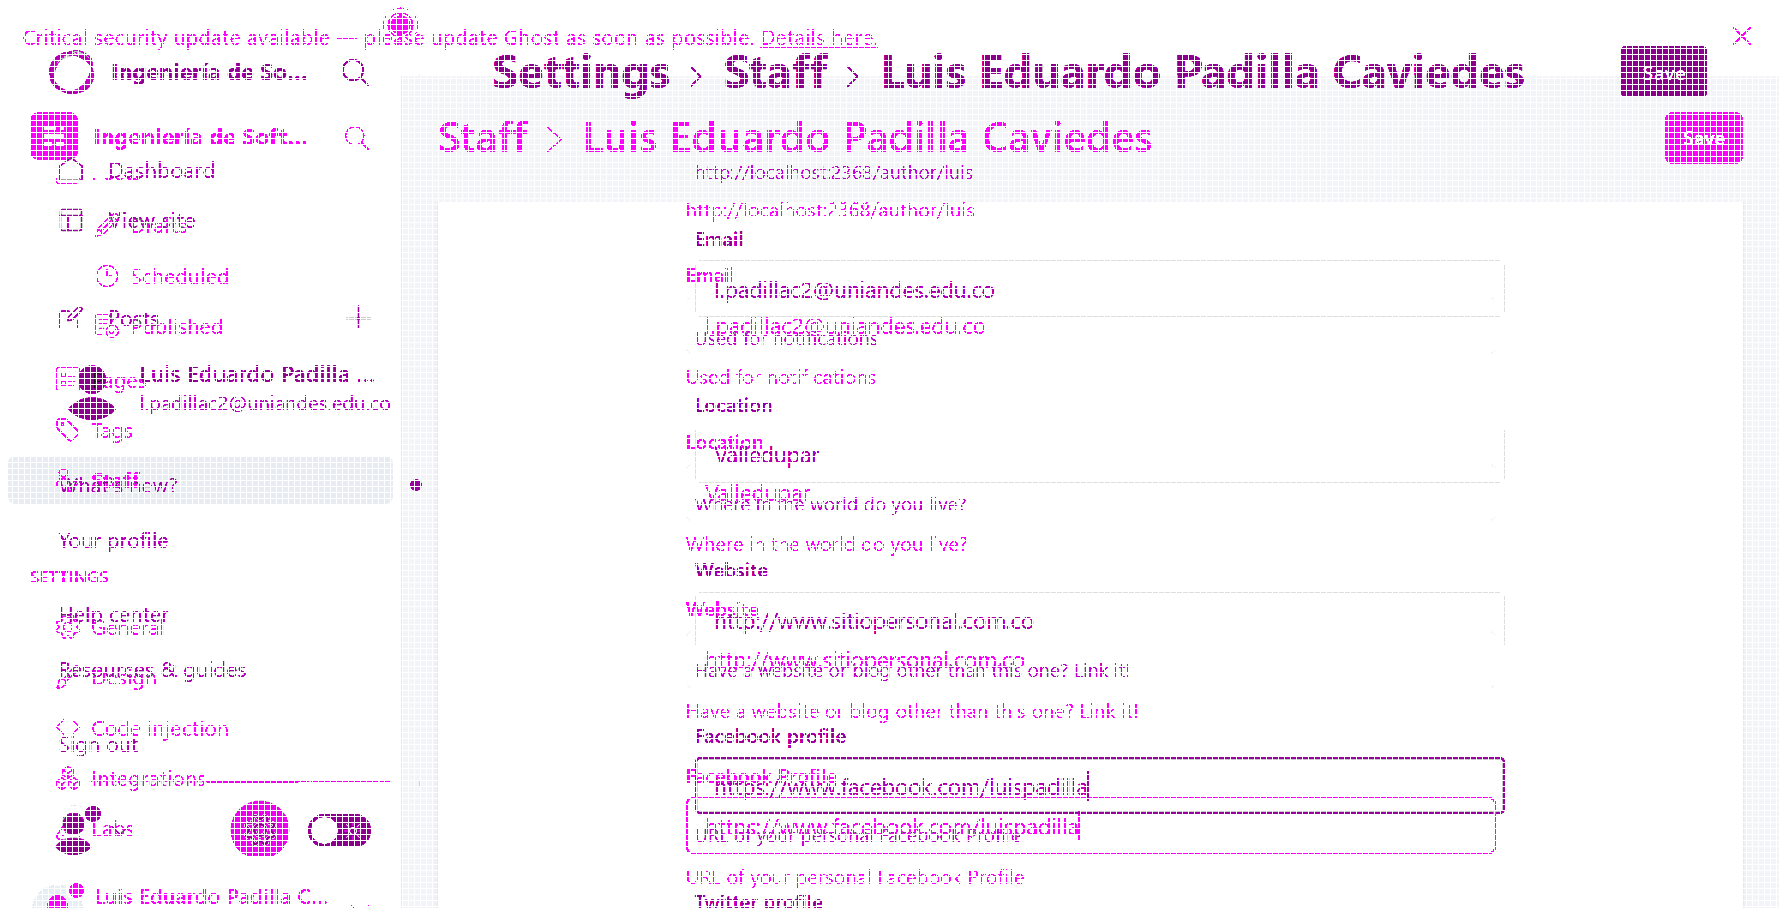 Critical security update available — please update Ghost as soon as possible. Details here.
Ingeniería de So...
Settings › Staff › Luis Eduardo Padilla Caviedes
Save
Ingeniería de Soft...
Staff › Luis Eduardo Padilla Caviedes
Save
Dashboard
http://localhost:2368/author/luis
http://localhost:2368/author/luis
View site
Drafts
Email
Scheduled
Email
l.padillac2@uniandes.edu.co
Posts
Published
l.padillac2@uniandes.edu.co
Used for notifications
Luis Eduardo Padilla ...
Pages
Used for notifications
l.padillac2@uniandes.edu.co
Location
Tags
Location
Valledupar
What's new?
Staff
Valledupar
Where in the world do you live?
Your profile
Where in the world do you live?
SETTINGS
Website
Help center
Website
General
http://www.sitiopersonal.com.co
http://www.sitiopersonal.com.co
Resources & guides
Design
Have a website or blog other than this one? Link it!
Have a website or blog other than this one? Link it!
Code injection
Facebook profile
Sign out
Integrations
Facebook Profile
https://www.facebook.com/luispadilla
Labs
https://www.facebook.com/luispadilla
URL of your personal Facebook Profile
URL of your personal Facebook Profile
Luis Eduardo Padilla C...
Twitter profile